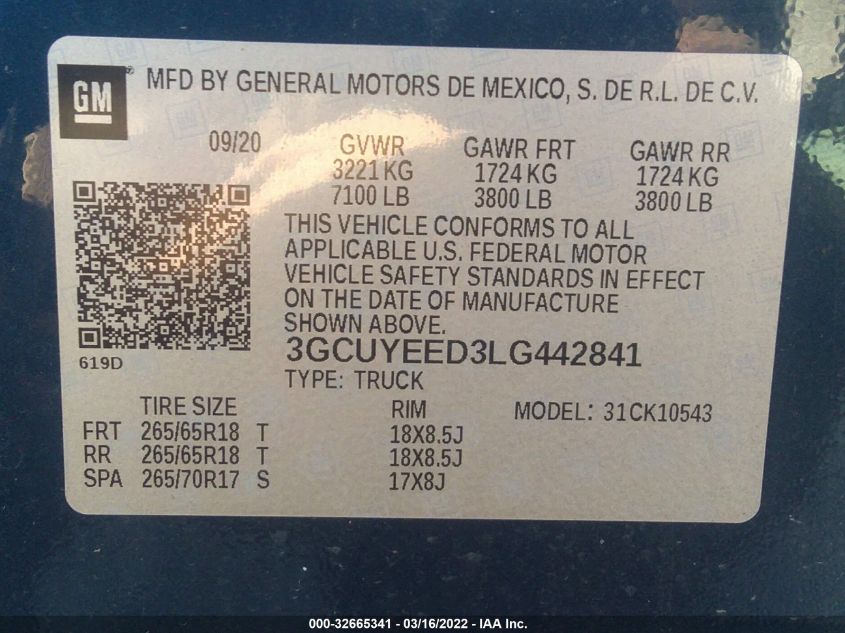 GM ® MFD BY GENERAL MOTORS DE MEXICO, S. DE R.L. DE C.V.
09/20 GVWR GAWR FRT GAWR RR
3221 KG 1724 KG 1724 KG
7100 LB 3800 LB 3800 LB
THIS VEHICLE CONFORMS TO ALL
APPLICABLE U.S. FEDERAL MOTOR
VEHICLE SAFETY STANDARDS IN EFFECT
ON THE DATE OF MANUFACTURE
SHOWN ABOVE.
619D
3GCUYEED3LG442841
TYPE: TRUCK
TIRE SIZE RIM MODEL: 31CK10543
FRT 265/65R18 T 18X8.5J
RR 265/65R18 T 18X8.5J
SPA 265/70R17 S 17X8J
000-32665341 - 03/16/2022 - IAA Inc.